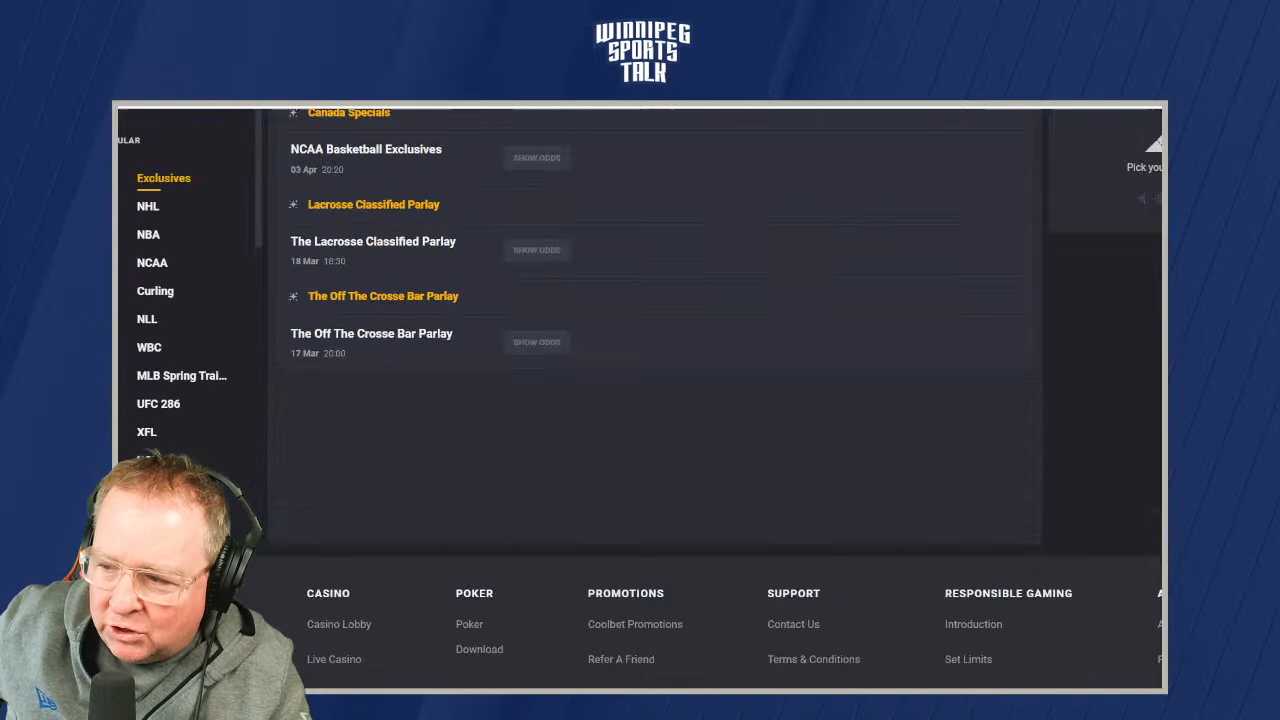 WINNIPEG
SPORTS
TALK
ULAR
Exclusives
NHL
NBA
NCAA
Curling
NLL
WBC
MLB Spring Trai...
UFC 286
XFL
Canada Specials
NCAA Basketball Exclusives
03 Apr 20:20
SHOW ODDS
Lacrosse Classified Parlay
The Lacrosse Classified Parlay
18 Mar 18:30
SHOW ODDS
The Off The Crosse Bar Parlay
The Off The Crosse Bar Parlay
17 Mar 20:00
SHOW ODDS
Pick you
CASINO
Casino Lobby
Live Casino
POKER
Poker
Download
PROMOTIONS
Coolbet Promotions
Refer A Friend
SUPPORT
Contact Us
Terms & Conditions
RESPONSIBLE GAMING
Introduction
Set Limits